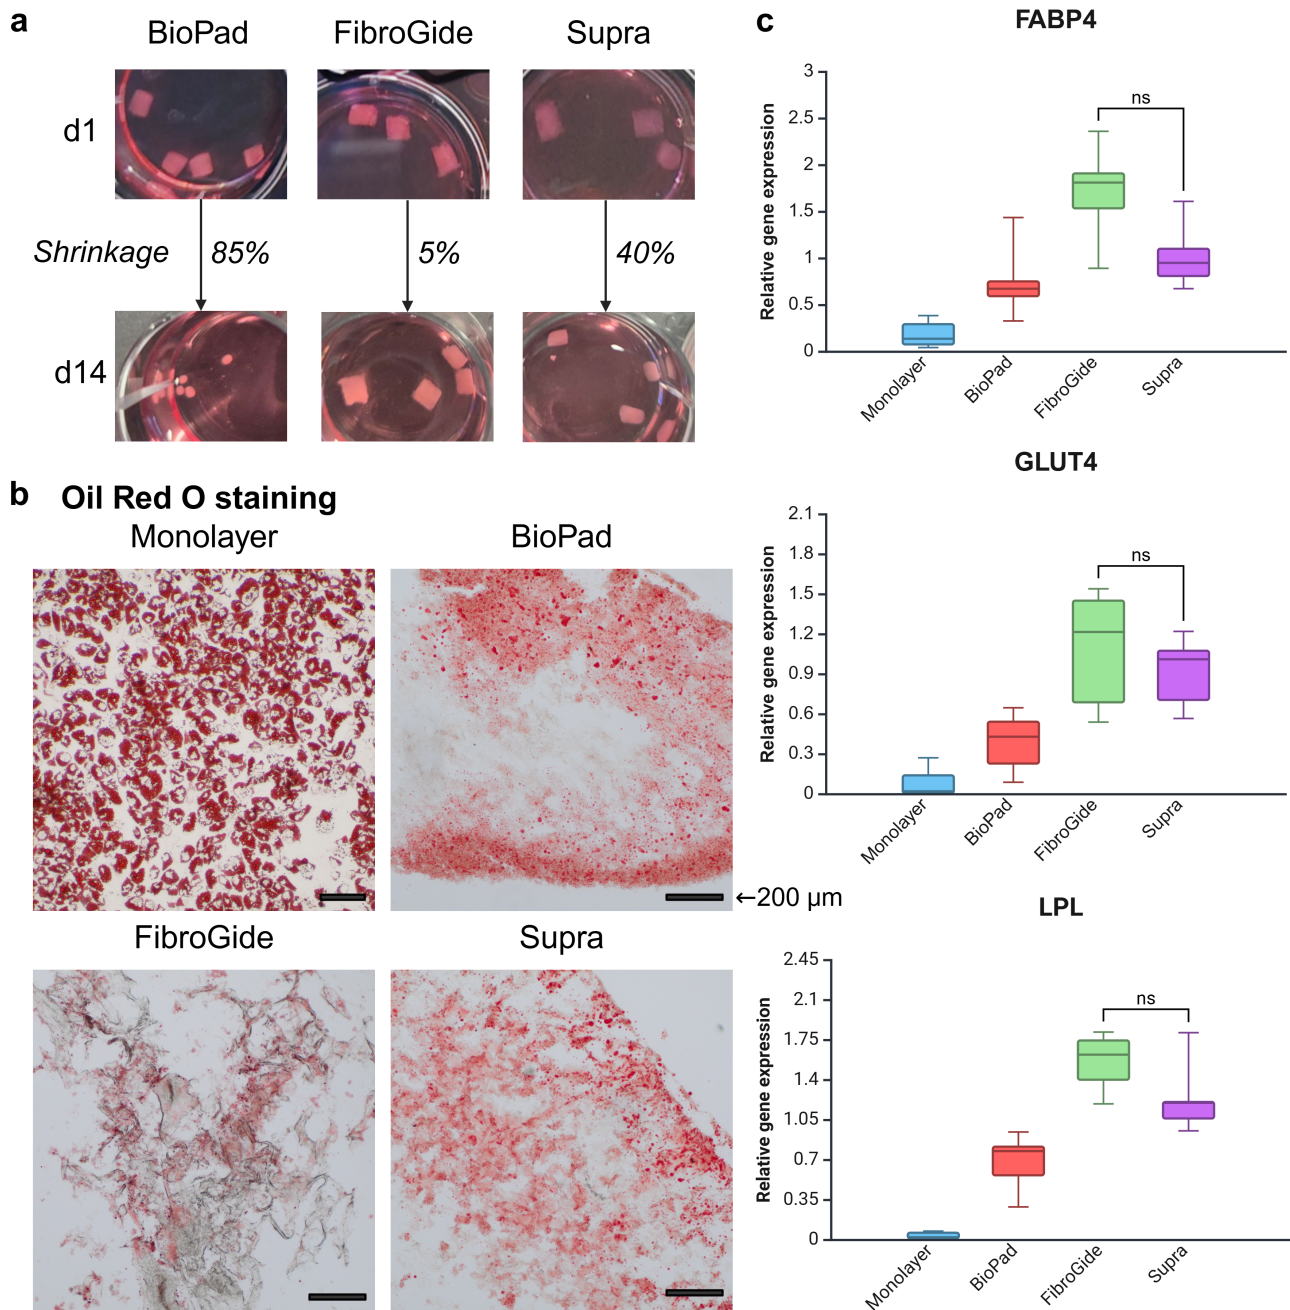 a
BioPad FibroGide Supra
d1
Shrinkage 85% 5% 40%
d14
b Oil Red O staining
Monolayer BioPad
←200 µm
FibroGide Supra
c
FABP4
Relative gene expression
3
2.5
2
1.5
1
0.5
0
ns
Monolayer BioPad FibroGide Supra
GLUT4
Relative gene expression
2.1
1.8
1.5
1.2
0.9
0.6
0.3
0
ns
Monolayer BioPad FibroGide Supra
LPL
Relative gene expression
2.45
2.1
1.75
1.4
1.05
0.7
0.35
0
ns
Monolayer BioPad FibroGide Supra